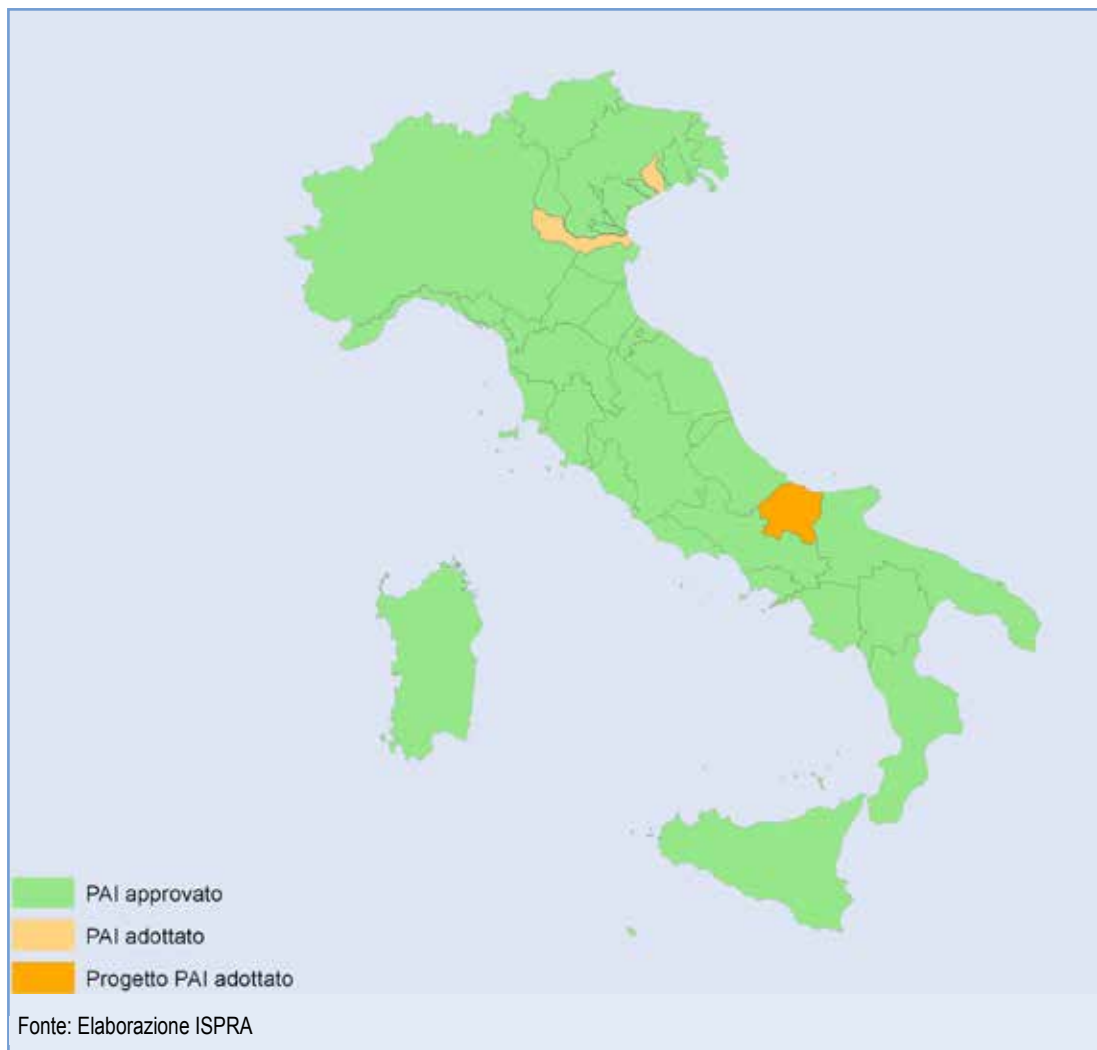 PAI approvato
PAI adottato
Progetto PAI adottato
Fonte: Elaborazione ISPRA